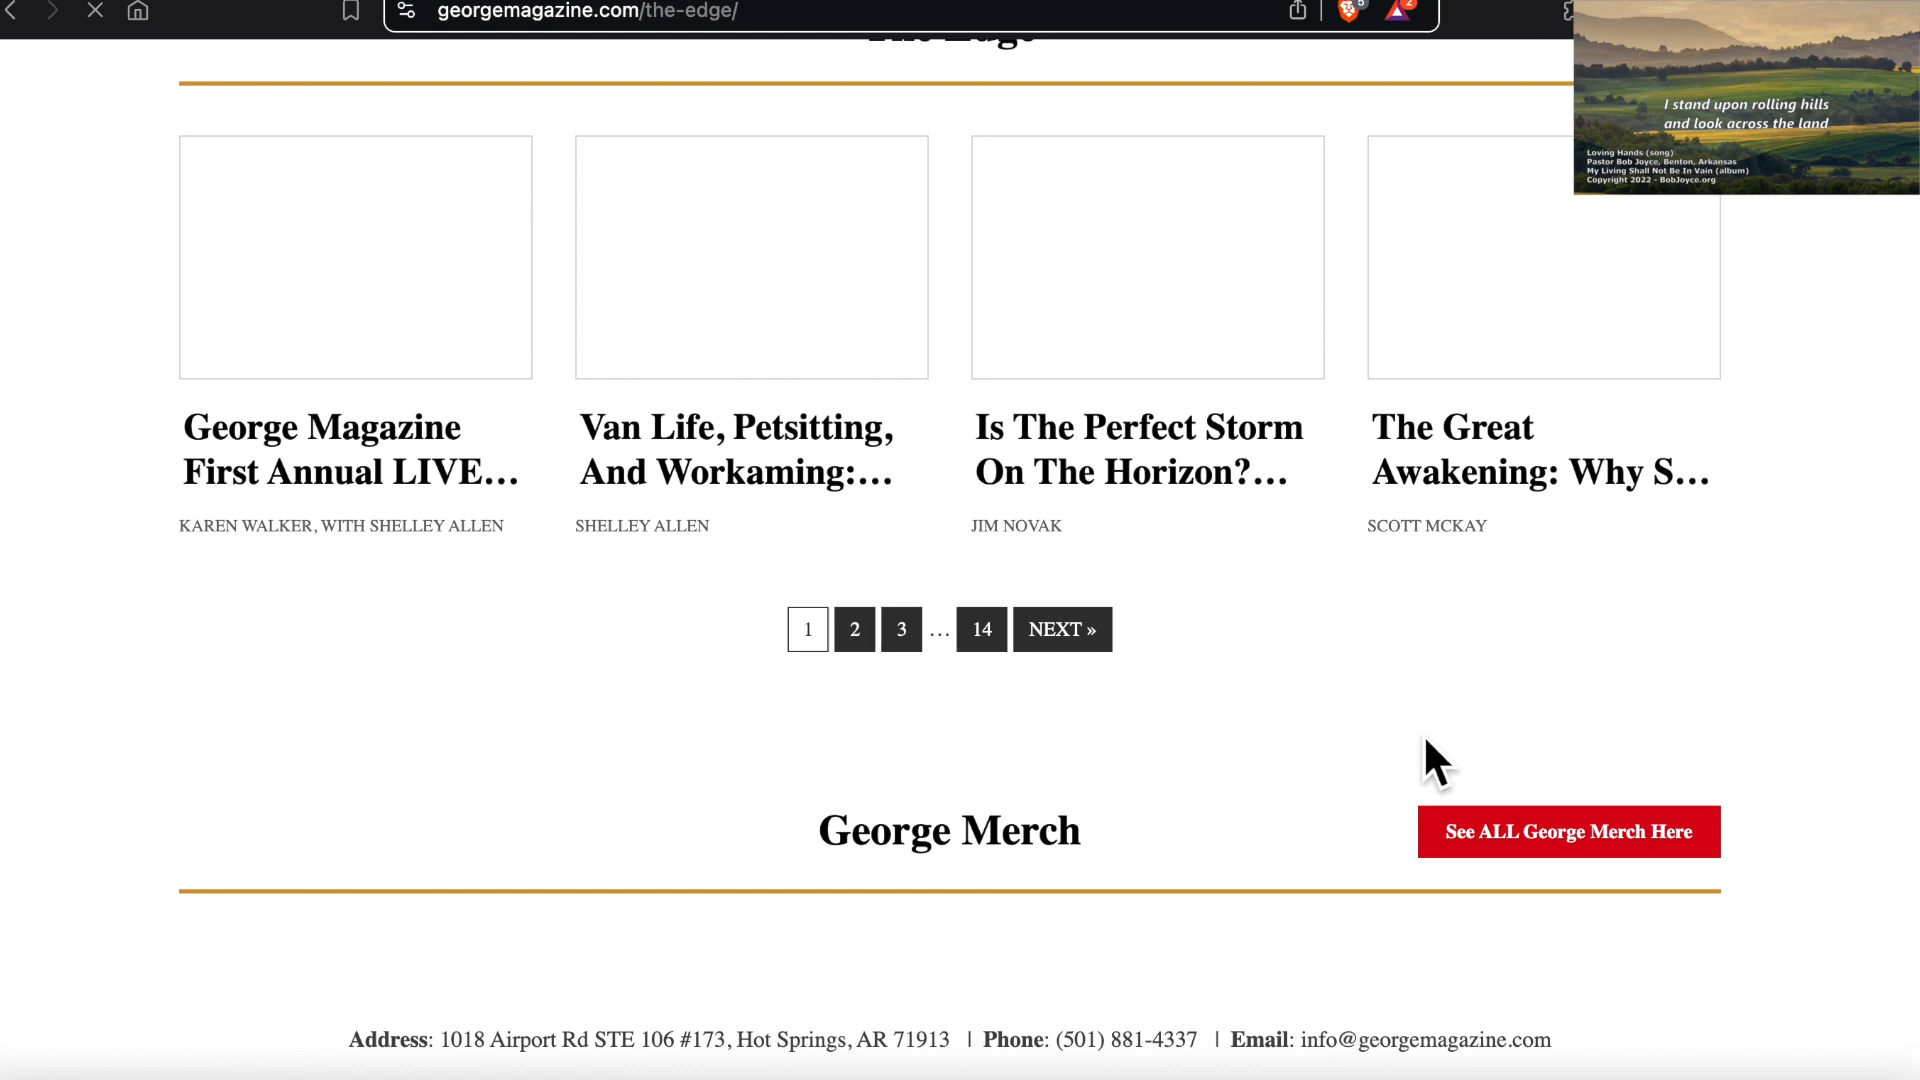 georgemagazine.com/the-edge/
5
2
The Edge
I stand upon rolling hills
and look across the land
Loving Hands (song)
Pastor Bob Joyce, Benton, Arkansas
My Living Shall Not Be In Vain (album)
Copyright 2022 - BobJoyce.org
George Magazine
First Annual LIVE...
KAREN WALKER, WITH SHELLEY ALLEN
Van Life, Petsitting,
And Workaming:...
SHELLEY ALLEN
Is The Perfect Storm
On The Horizon?...
JIM NOVAK
The Great
Awakening: Why S...
SCOTT MCKAY
1 2 3 ... 14 NEXT »
George Merch
See ALL George Merch Here
Address: 1018 Airport Rd STE 106 #173, Hot Springs, AR 71913 | Phone: (501) 881-4337 | Email: info@georgemagazine.com